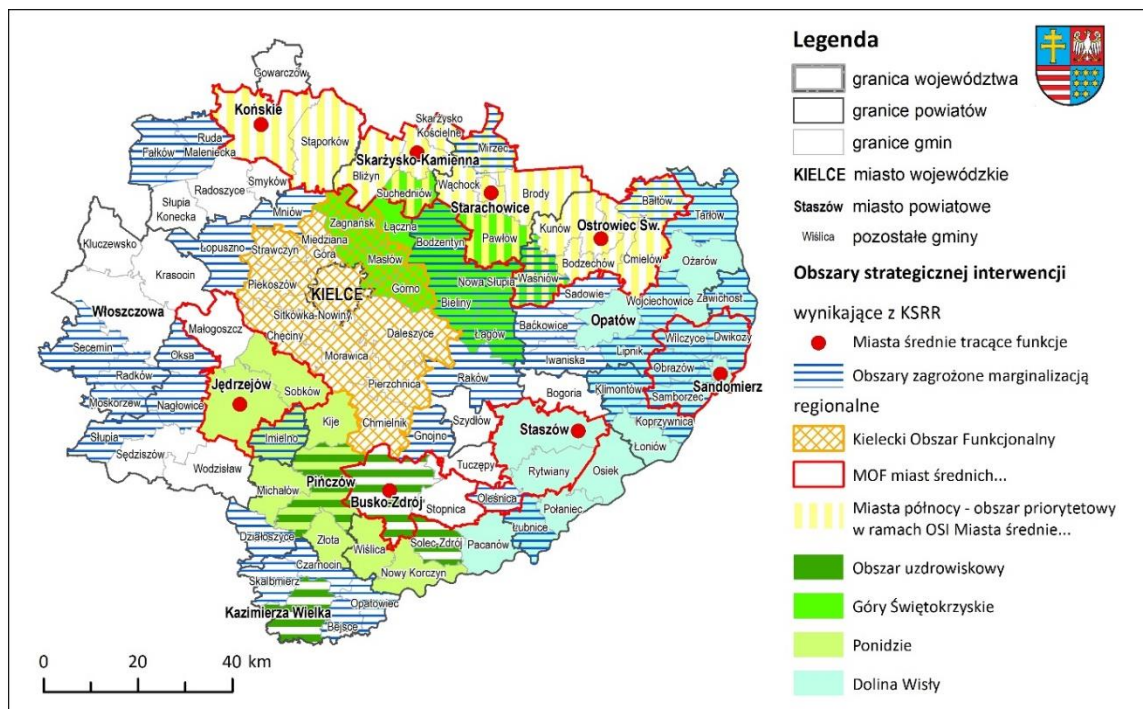 Gowarczów
Końskie
Stąporków
Ruda
Maleniecka
Fałków
Radoszyce
Smyków
Słupia
Konecka
Skarżysko
Kościelne
Skarżysko-Kamienna
Bliżyn
Suchedniów
Mirzec
Wąchock
Starachowice
Brody
Pawłów
Kunów
Ostrowiec Św.
Bodzechów
Ćmielów
Bałtów
Tarłów
Waśniów
Ożarów
Sadowie
Wojciechowice
Zawichost
Opatów
Baćkowice
Iwaniska
Lipnik
Wilczyce
Dwikozy
Obrazów
Sandomierz
Samborzec
Klimontów
Koprzywnica
Łoniów
Bogoria
Staszów
Rytwiany
Osiek
Połaniec
Łubnice
Oleśnica
Pacanów
Tuczępy
Szydłów
Raków
Gnojno
Kluczewsko
Krasocin
Włoszczowa
Małogoszcz
Secemin
Oksa
Radków
Moskorzew
Nagłowice
Słupia
Sędziszów
Wodzisław
Jędrzejów
Sobków
Imielno
Kije
Łopuszno
Mniów
Strawczyn
Miedziana
Góra
Zagnańsk
Łączna
Masłów
Bodzentyn
Nowa Słupia
Bieliny
Łagów
Górno
Piekoszów
KIELCE
Sitkówka-Nowiny
Chęciny
Daleszyce
Morawica
Pierzchnica
Chmielnik
Pińczów
Michałów
Busko-Zdrój
Stopnica
Solec-Zdrój
Nowy Korczyn
Wiślica
Złota
Działoszyce
Czarnocin
Skalbmierz
Kazimierza Wielka
Opatowiec
Bejsce
0 20 40 km
Legenda
granica województwa
granice powiatów
granice gmin
KIELCE miasto wojewódzkie
Staszów miasto powiatowe
Wiślica pozostałe gminy
Obszary strategicznej interwencji
wynikające z KSRR
Miasta średnie tracące funkcje
Obszary zagrożone marginalizacją
regionalne
Kielecki Obszar Funkcjonalny
MOF miast średnich...
Miasta północy - obszar priorytetowy
w ramach OSI Miasta średnie...
Obszar uzdrowiskowy
Góry Świętokrzyskie
Ponidzie
Dolina Wisły